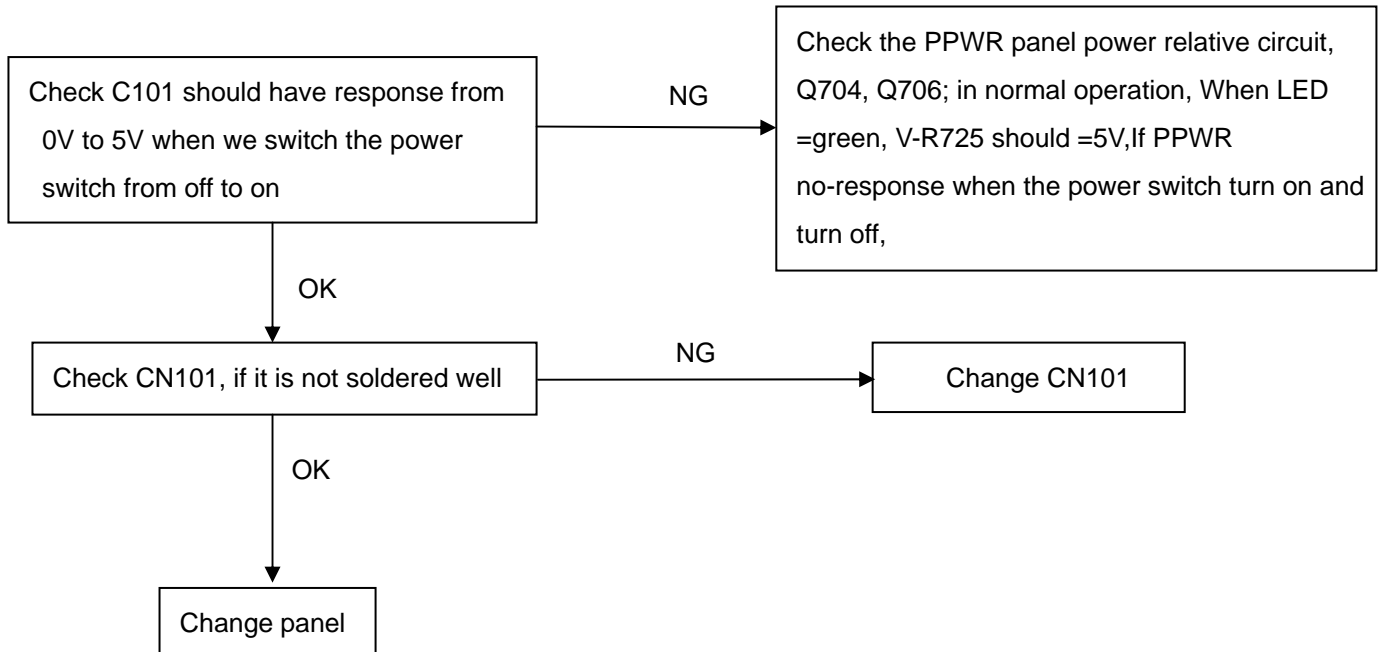 Check C101 should have response from
0V to 5V when we switch the power
switch from off to on
NG
Check the PPWR panel power relative circuit,
Q704, Q706; in normal operation, When LED
=green, V-R725 should =5V,If PPWR
no-response when the power switch turn on and
turn off,
OK
Check CN101, if it is not soldered well
NG
Change CN101
OK
Change panel